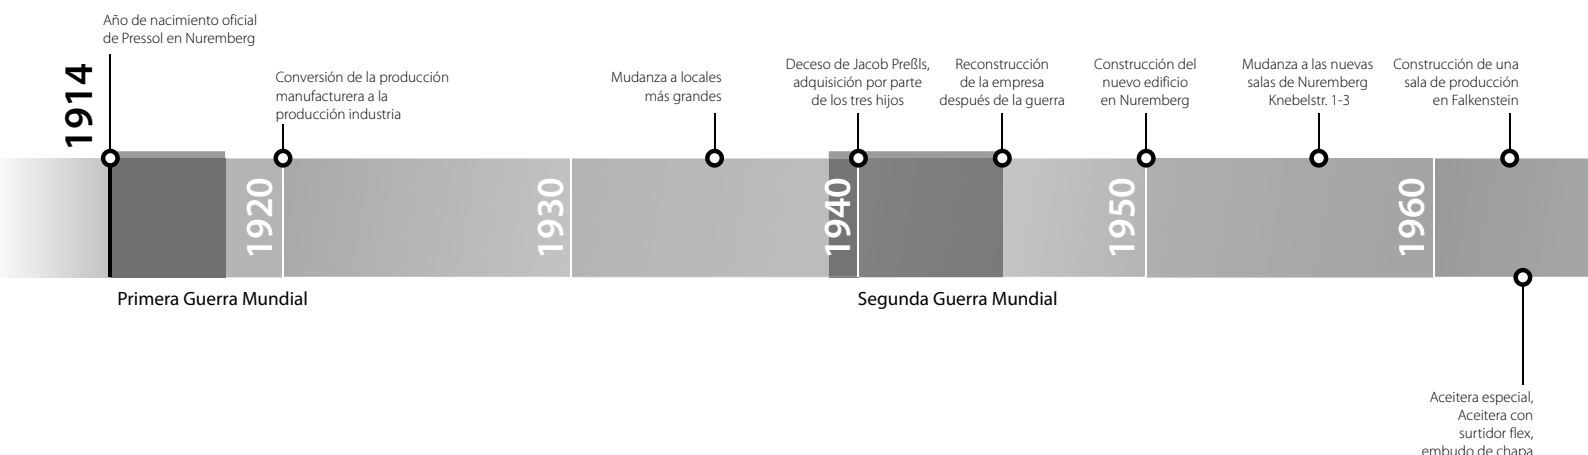 Año de nacimiento oficial
de Pressol en Nuremberg
1914
Conversión de la producción
manufacturera a la
producción industria
Mudanza a locales
más grandes
Deceso de Jacob Preßls,
adquisición por parte
de los tres hijos
Reconstrucción
de la empresa
después de la guerra
Construcción del
nuevo edificio
en Nuremberg
Mudanza a las nuevas
salas de Nuremberg
Knebelstr. 1-3
Construcción de una
sala de producción
en Falkenstein
1920
1930
1940
1950
1960
Primera Guerra Mundial
Segunda Guerra Mundial
Aceitera especial,
Aceitera con
surtidor flex,
embudo de chapa